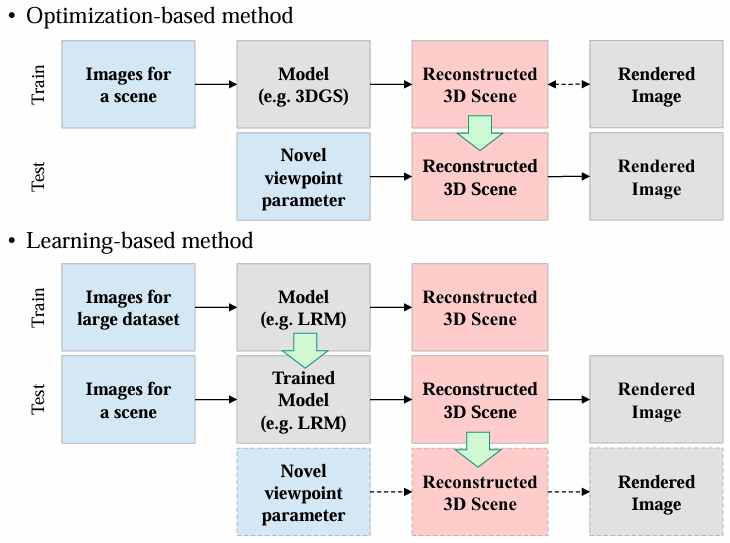 • Optimization-based method
Train
Images for
a scene
Model
(e.g. 3DGS)
Reconstructed
3D Scene
Rendered
Image
Test
Novel
viewpoint
parameter
Reconstructed
3D Scene
Rendered
Image
• Learning-based method
Train
Images for
large dataset
Model
(e.g. LRM)
Reconstructed
3D Scene
Test
Images for
a scene
Trained
Model
(e.g. LRM)
Reconstructed
3D Scene
Rendered
Image
Novel
viewpoint
parameter
Reconstructed
3D Scene
Rendered
Image